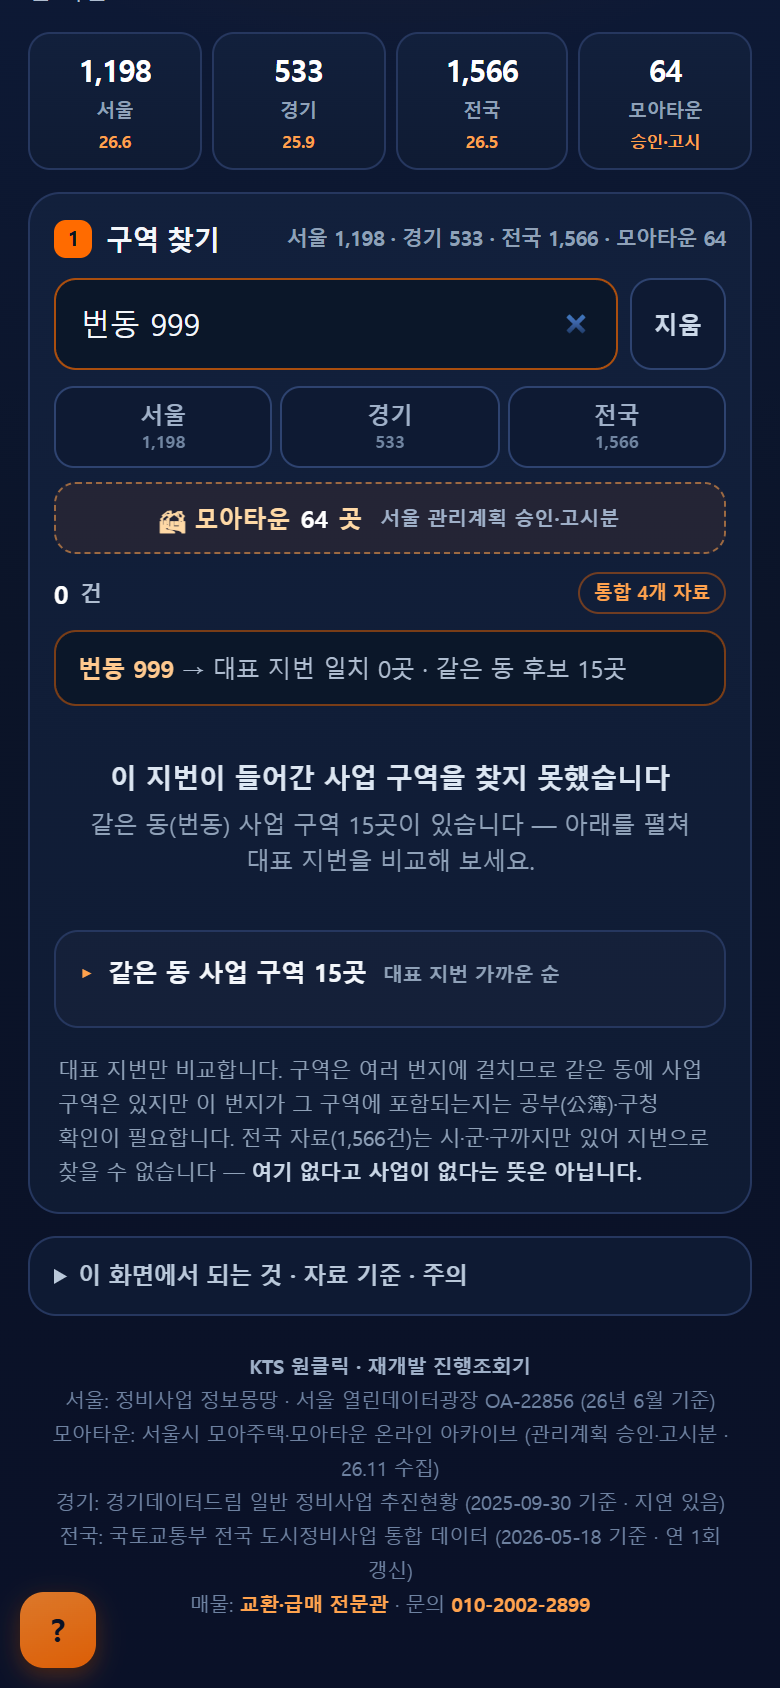 1,198
서울
26.6
533
경기
25.9
1,566
전국
26.5
64
모아타운
승인·고시
1 구역 찾기
서울 1,198 · 경기 533 · 전국 1,566 · 모아타운 64
번동 999 ×
지움
서울
1,198
경기
533
전국
1,566
모아타운 64 곳 서울 관리계획 승인·고시분
0 건
통합 4개 자료
번동 999 → 대표 지번 일치 0곳 · 같은 동 후보 15곳
이 지번이 들어간 사업 구역을 찾지 못했습니다
같은 동(번동) 사업 구역 15곳이 있습니다 — 아래를 펼쳐
대표 지번을 비교해 보세요.
▸ 같은 동 사업 구역 15곳 대표 지번 가까운 순
대표 지번만 비교합니다. 구역은 여러 번지에 걸치므로 같은 동에 사업
구역은 있지만 이 번지가 그 구역에 포함되는지는 공부(公簿)·구청
확인이 필요합니다. 전국 자료(1,566건)는 시·군·구까지만 있어 지번으로
찾을 수 없습니다 — 여기 없다고 사업이 없다는 뜻은 아닙니다.
▶ 이 화면에서 되는 것 · 자료 기준 · 주의
KTS 원클릭 · 재개발 진행조회기
서울: 정비사업 정보몽땅 · 서울 열린데이터광장 OA-22856 (26년 6월 기준)
모아타운: 서울시 모아주택·모아타운 온라인 아카이브 (관리계획 승인·고시분 ·
26.11 수집)
경기: 경기데이터드림 일반 정비사업 추진현황 (2025-09-30 기준 · 지연 있음)
전국: 국토교통부 전국 도시정비사업 통합 데이터 (2026-05-18 기준 · 연 1회
갱신)
매물: 교환·급매 전문관 · 문의 010-2002-2899
?